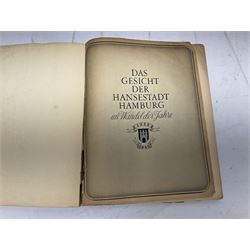 DAS
GESICHT
DER
HANSESTADT
HAMBURG
im Wandel der Jahre